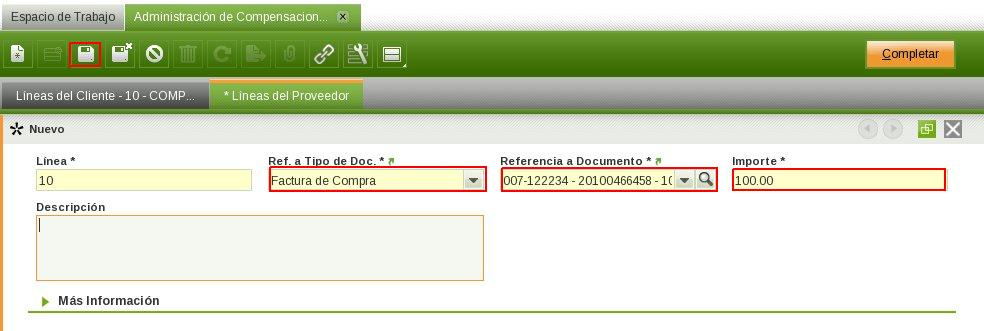 Espacio de Trabajo
Administración de Compensacion...
Completar
Líneas del Cliente - 10 - COMP...
* Líneas del Proveedor
Nuevo
Línea *
Ref. a Tipo de Doc. *
Referencia a Documento *
Importe *
10
Factura de Compra
007-122234 - 20100466458 - 10
100.00
Descripción
Más Información